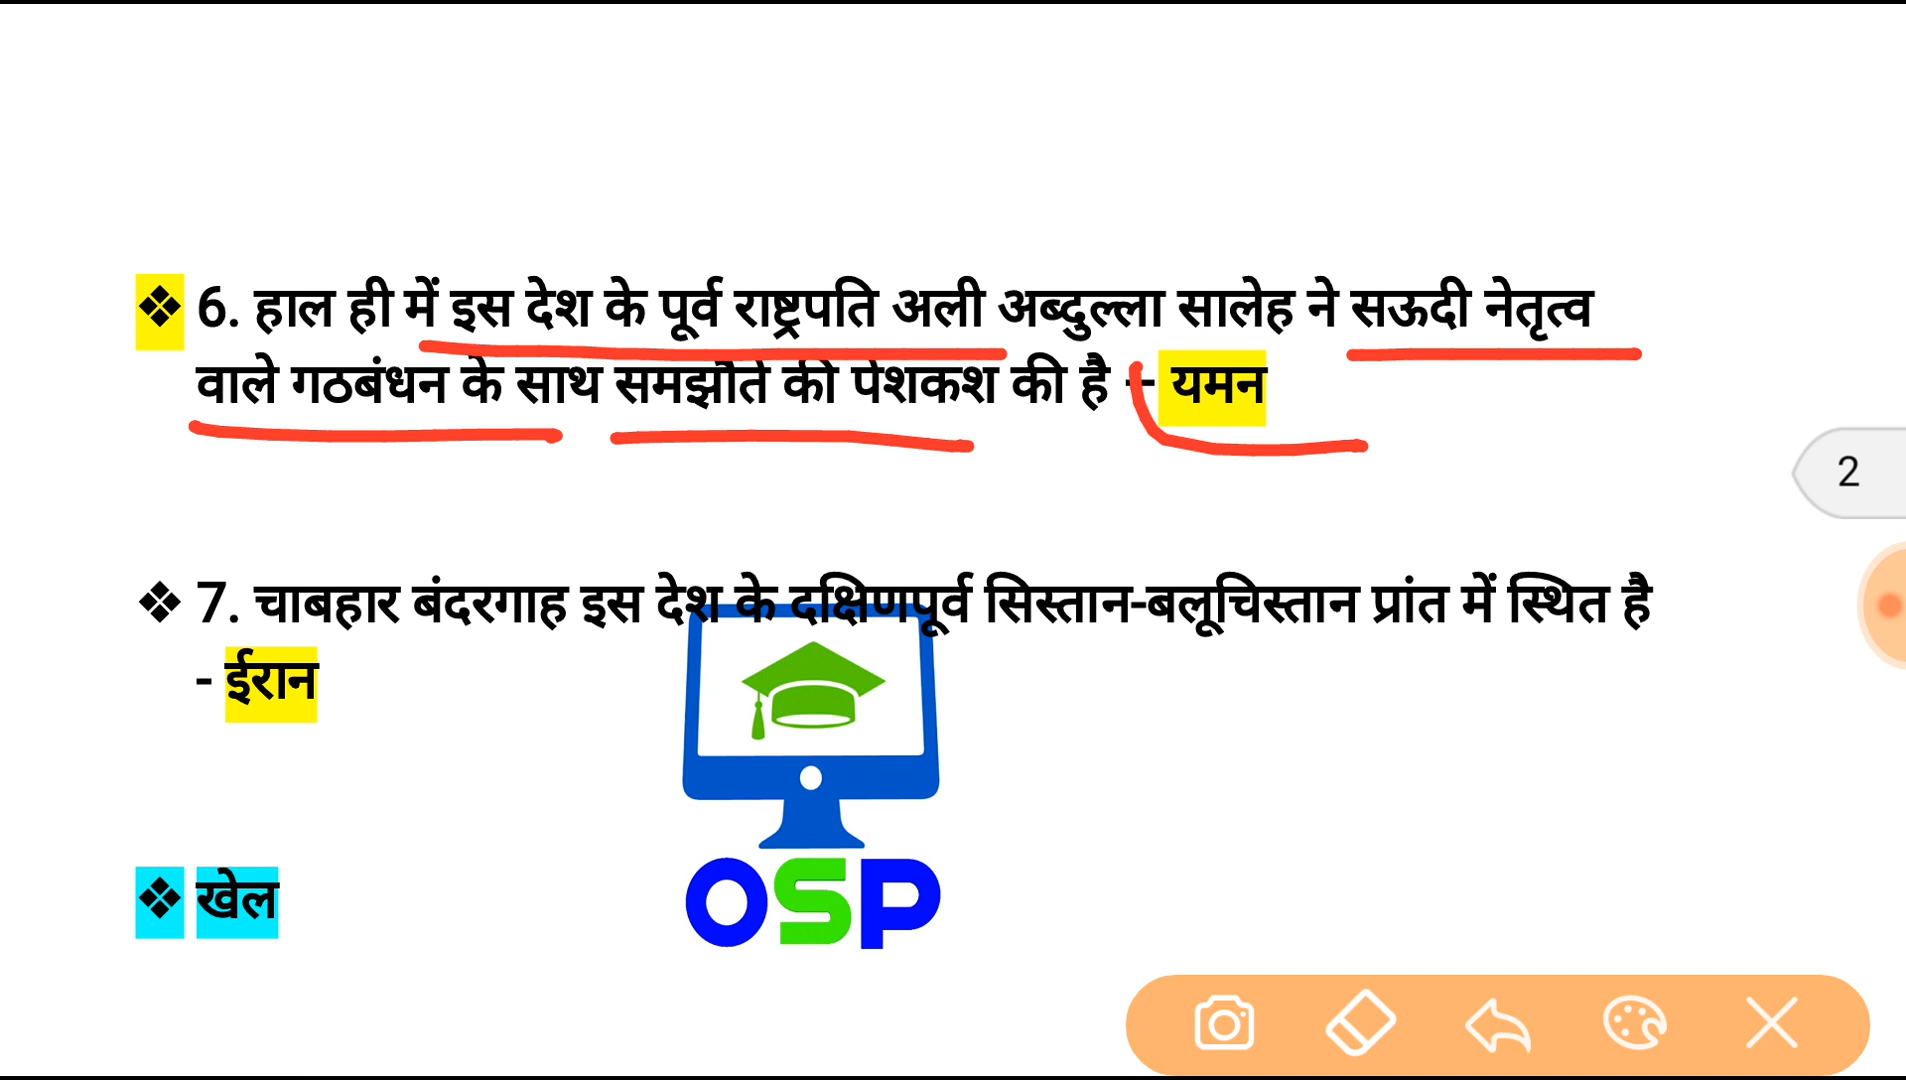 ❖ 6. हाल ही में इस देश के पूर्व राष्ट्रपति अली अब्दुल्ला सालेह ने सऊदी नेतृत्व
वाले गठबंधन के साथ समझौते की पेशकश की है – यमन
2
❖ 7. चाबहार बंदरगाह इस देश के दक्षिणपूर्व सिस्तान-बलूचिस्तान प्रांत में स्थित है
- ईरान
❖ खेल
OSP